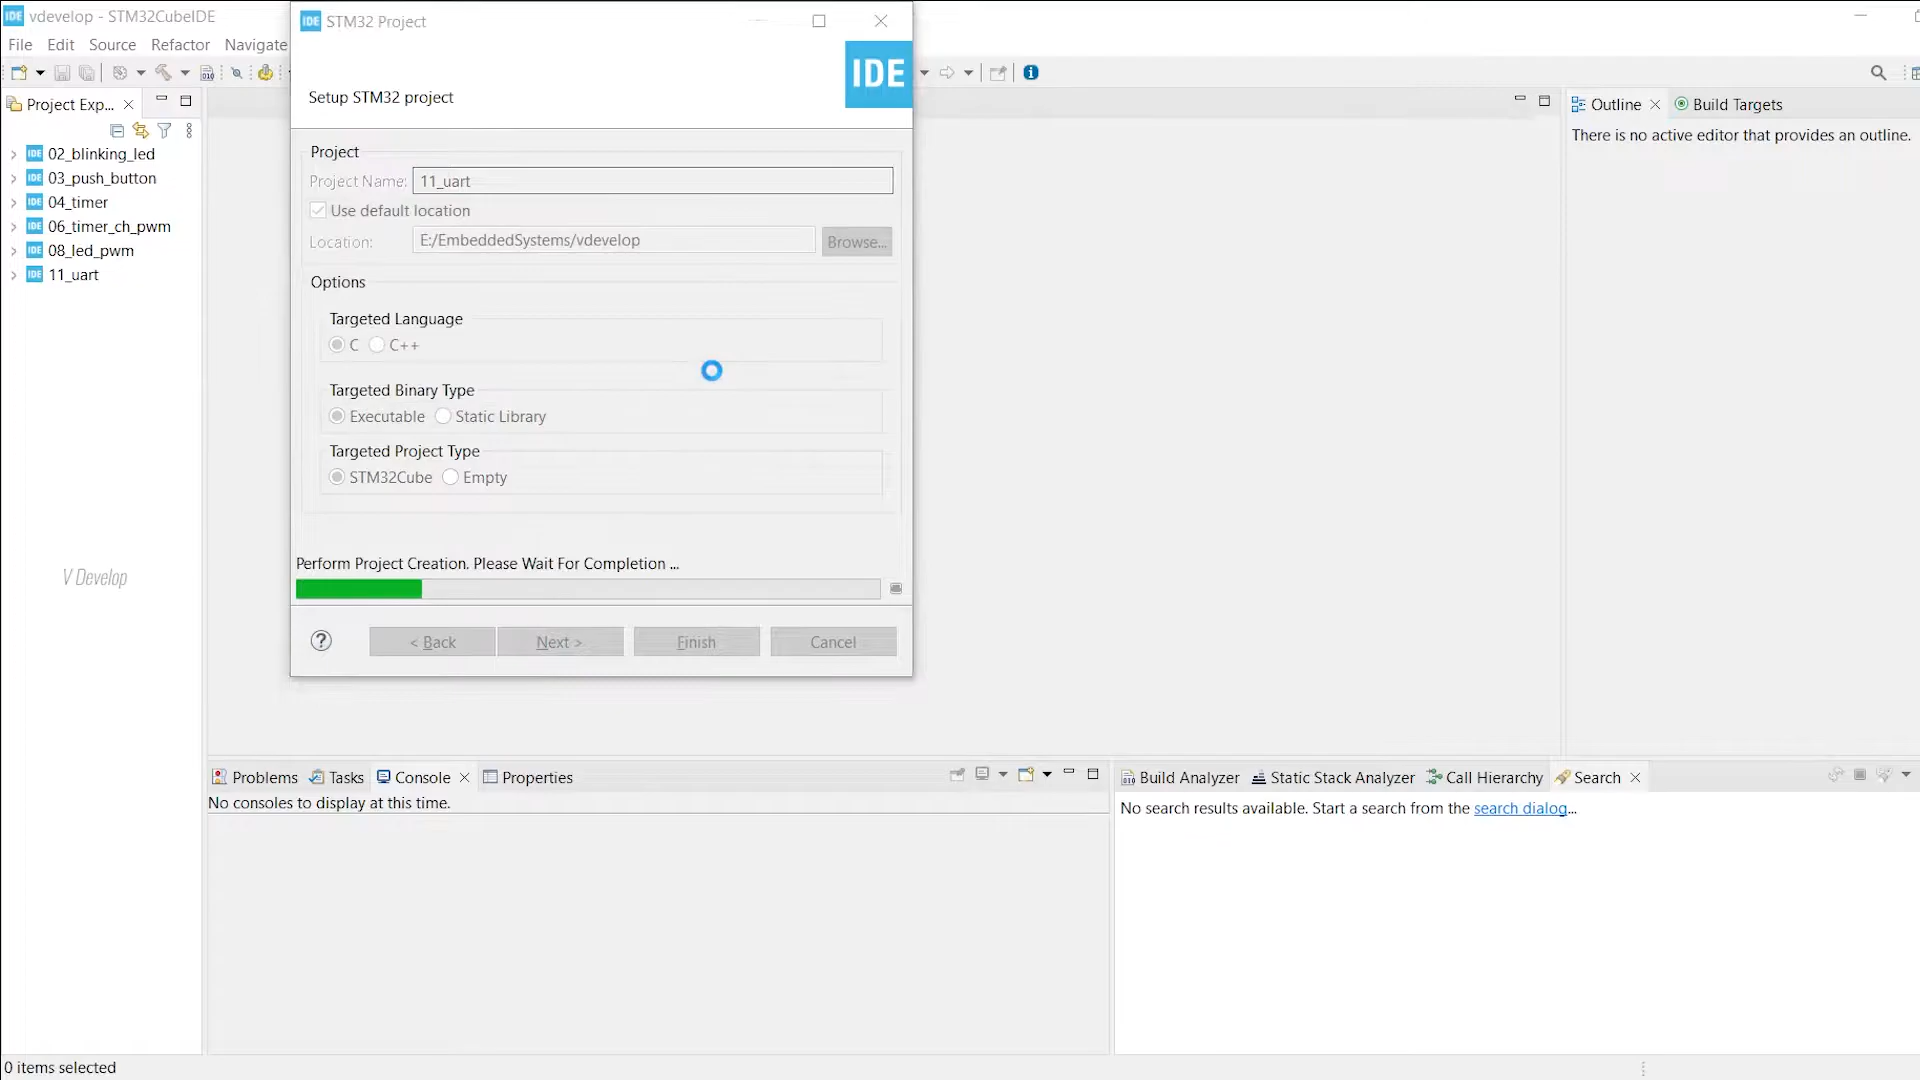 IDE vdevelop - STM32CubeIDE
File Edit Source Refactor Navigate
Project Exp...
02_blinking_led
03_push_button
04_timer
06_timer_ch_pwm
08_led_pwm
11_uart
V Develop
IDE STM32 Project
IDE
Setup STM32 project
Project
Project Name: 11_uart
Use default location
Location: E:/EmbeddedSystems/vdevelop Browse...
Options
Targeted Language
C C++
Targeted Binary Type
Executable Static Library
Targeted Project Type
STM32Cube Empty
Perform Project Creation. Please Wait For Completion ...
? < Back Next > Finish Cancel
Outline Build Targets
There is no active editor that provides an outline.
Problems Tasks Console Properties
No consoles to display at this time.
Build Analyzer Static Stack Analyzer Call Hierarchy Search
No search results available. Start a search from the search dialog...
0 items selected